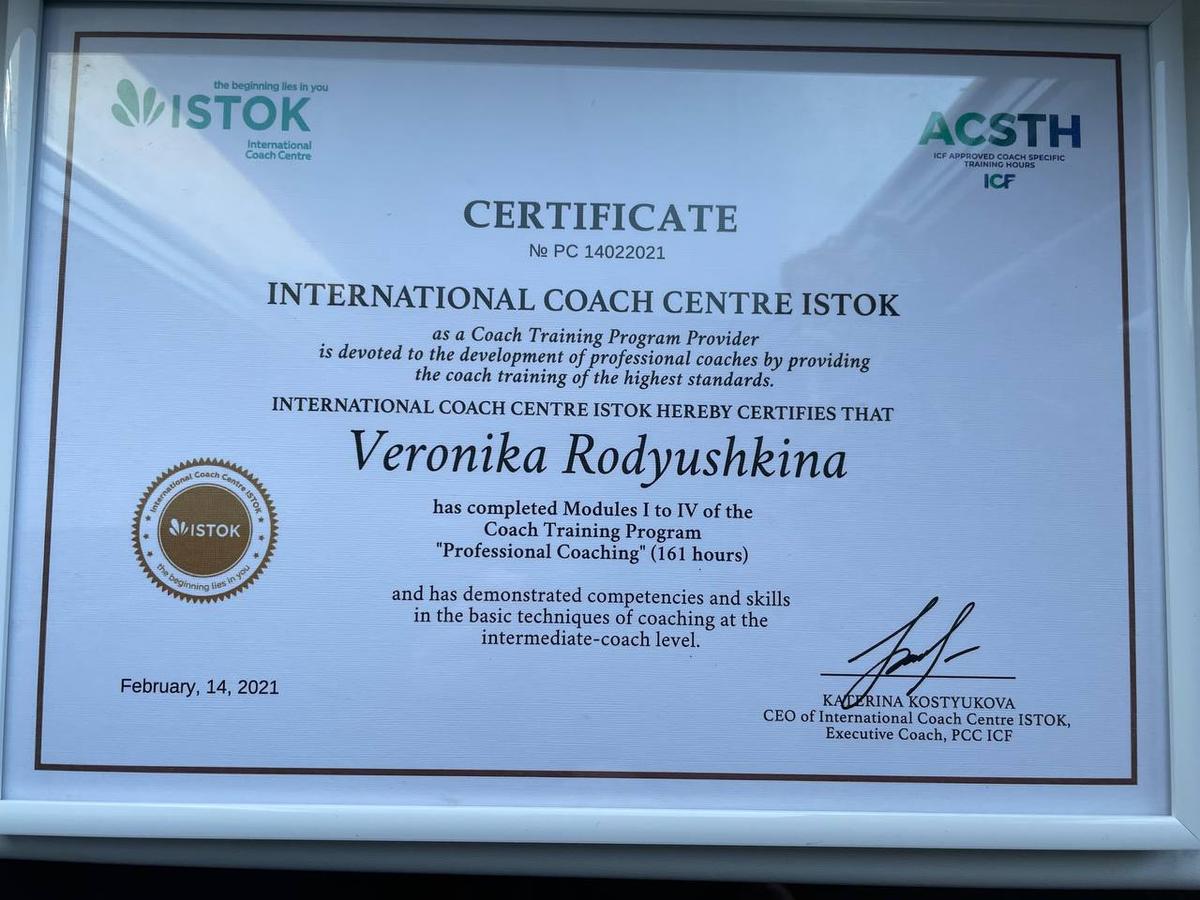 the beginning lies in you
ISTOK
International
Coach Centre
ACSTH
ICF APPROVED COACH SPECIFIC
TRAINING HOURS
ICF
CERTIFICATE
№ PC 14022021
INTERNATIONAL COACH CENTRE ISTOK
as a Coach Training Program Provider
is devoted to the development of professional coaches by providing
the coach training of the highest standards.
INTERNATIONAL COACH CENTRE ISTOK HEREBY CERTIFIES THAT
Veronika Rodyushkina
has completed Modules I to IV of the
Coach Training Program
"Professional Coaching" (161 hours)
and has demonstrated competencies and skills
in the basic techniques of coaching at the
intermediate-coach level.
International Coach Centre ISTOK
ISTOK
the beginning lies in you
February, 14, 2021
KATERINA KOSTYUKOVA
CEO of International Coach Centre ISTOK,
Executive Coach, PCC ICF